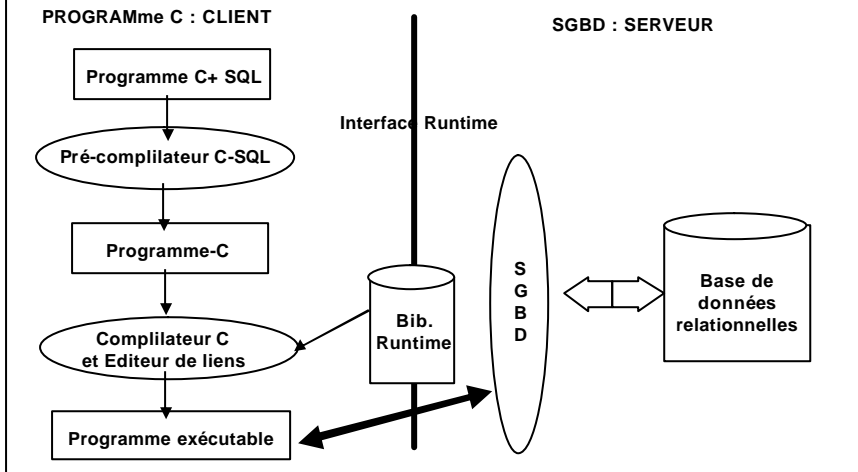 PROGRAMme C : CLIENT
SGBD : SERVEUR
Programme C+ SQL
Interface Runtime
Pré-complilateur C-SQL
Programme-C
Bib.
Runtime
S
G
B
D
Base de
données
relationnelles
Complilateur C
et Editeur de liens
Programme exécutable